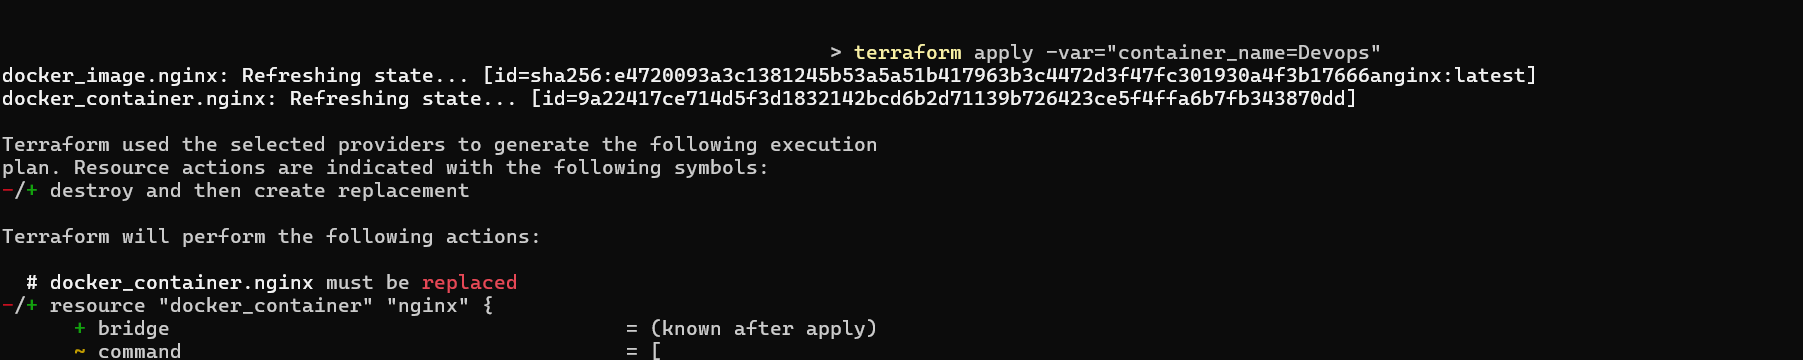 > terraform apply -var="container_name=Devops"
docker_image.nginx: Refreshing state... [id=sha256:e4720093a3c1381245b53a5a51b417963b3c4472d3f47fc301930a4f3b17666anginx:latest]
docker_container.nginx: Refreshing state... [id=9a22417ce714d5f3d1832142bcd6b2d71139b726423ce5f4ffa6b7fb343870dd]
Terraform used the selected providers to generate the following execution
plan. Resource actions are indicated with the following symbols:
-/+ destroy and then create replacement
Terraform will perform the following actions:
# docker_container.nginx must be replaced
-/+ resource "docker_container" "nginx" {
+ bridge = (known after apply)
~ command = [